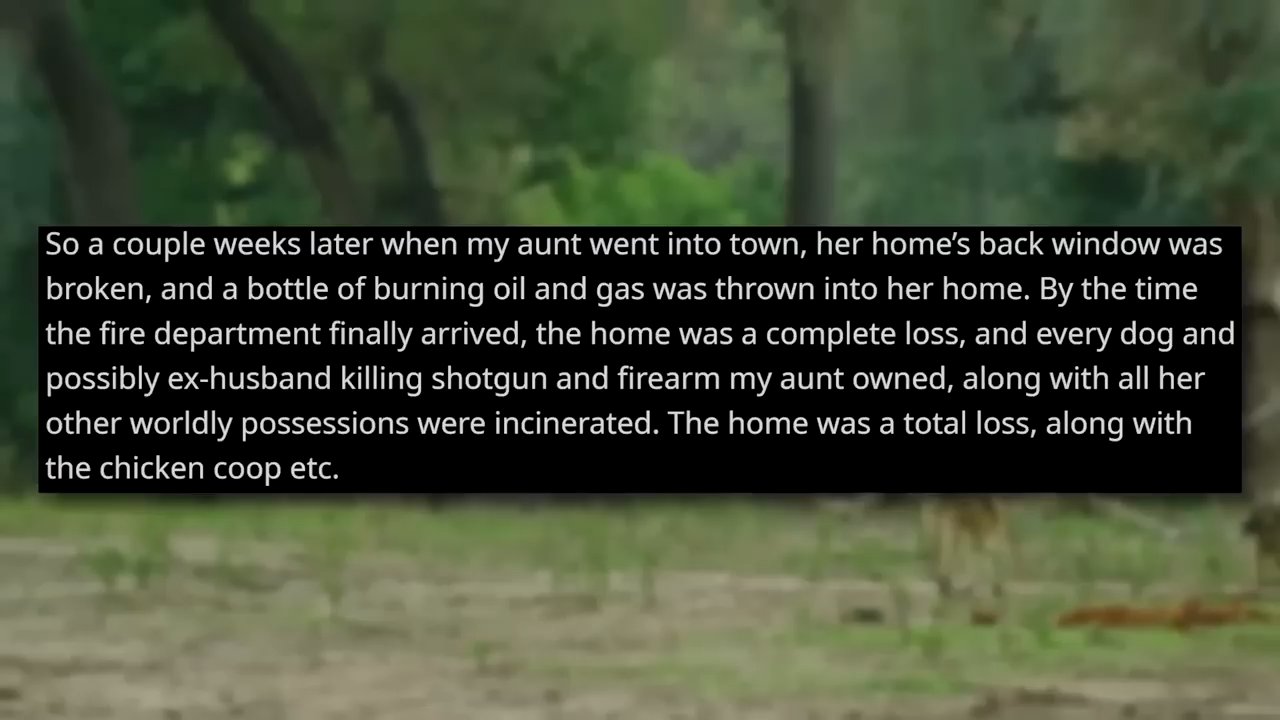 So a couple weeks later when my aunt went into town, her home’s back window was
broken, and a bottle of burning oil and gas was thrown into her home. By the time
the fire department finally arrived, the home was a complete loss, and every dog and
possibly ex-husband killing shotgun and firearm my aunt owned, along with all her
other worldly possessions were incinerated. The home was a total loss, along with
the chicken coop etc.